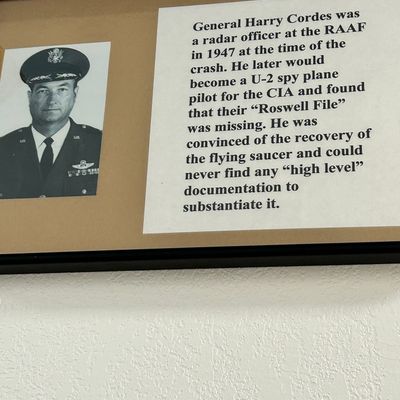 General Harry Cordes was
a radar officer at the RAAF
in 1947 at the time of the
crash. He later would
become a U-2 spy plane
pilot for the CIA and found
that their “Roswell File”
was missing. He was
convinced of the recovery of
the flying saucer and could
never find any “high level”
documentation to
substantiate it.